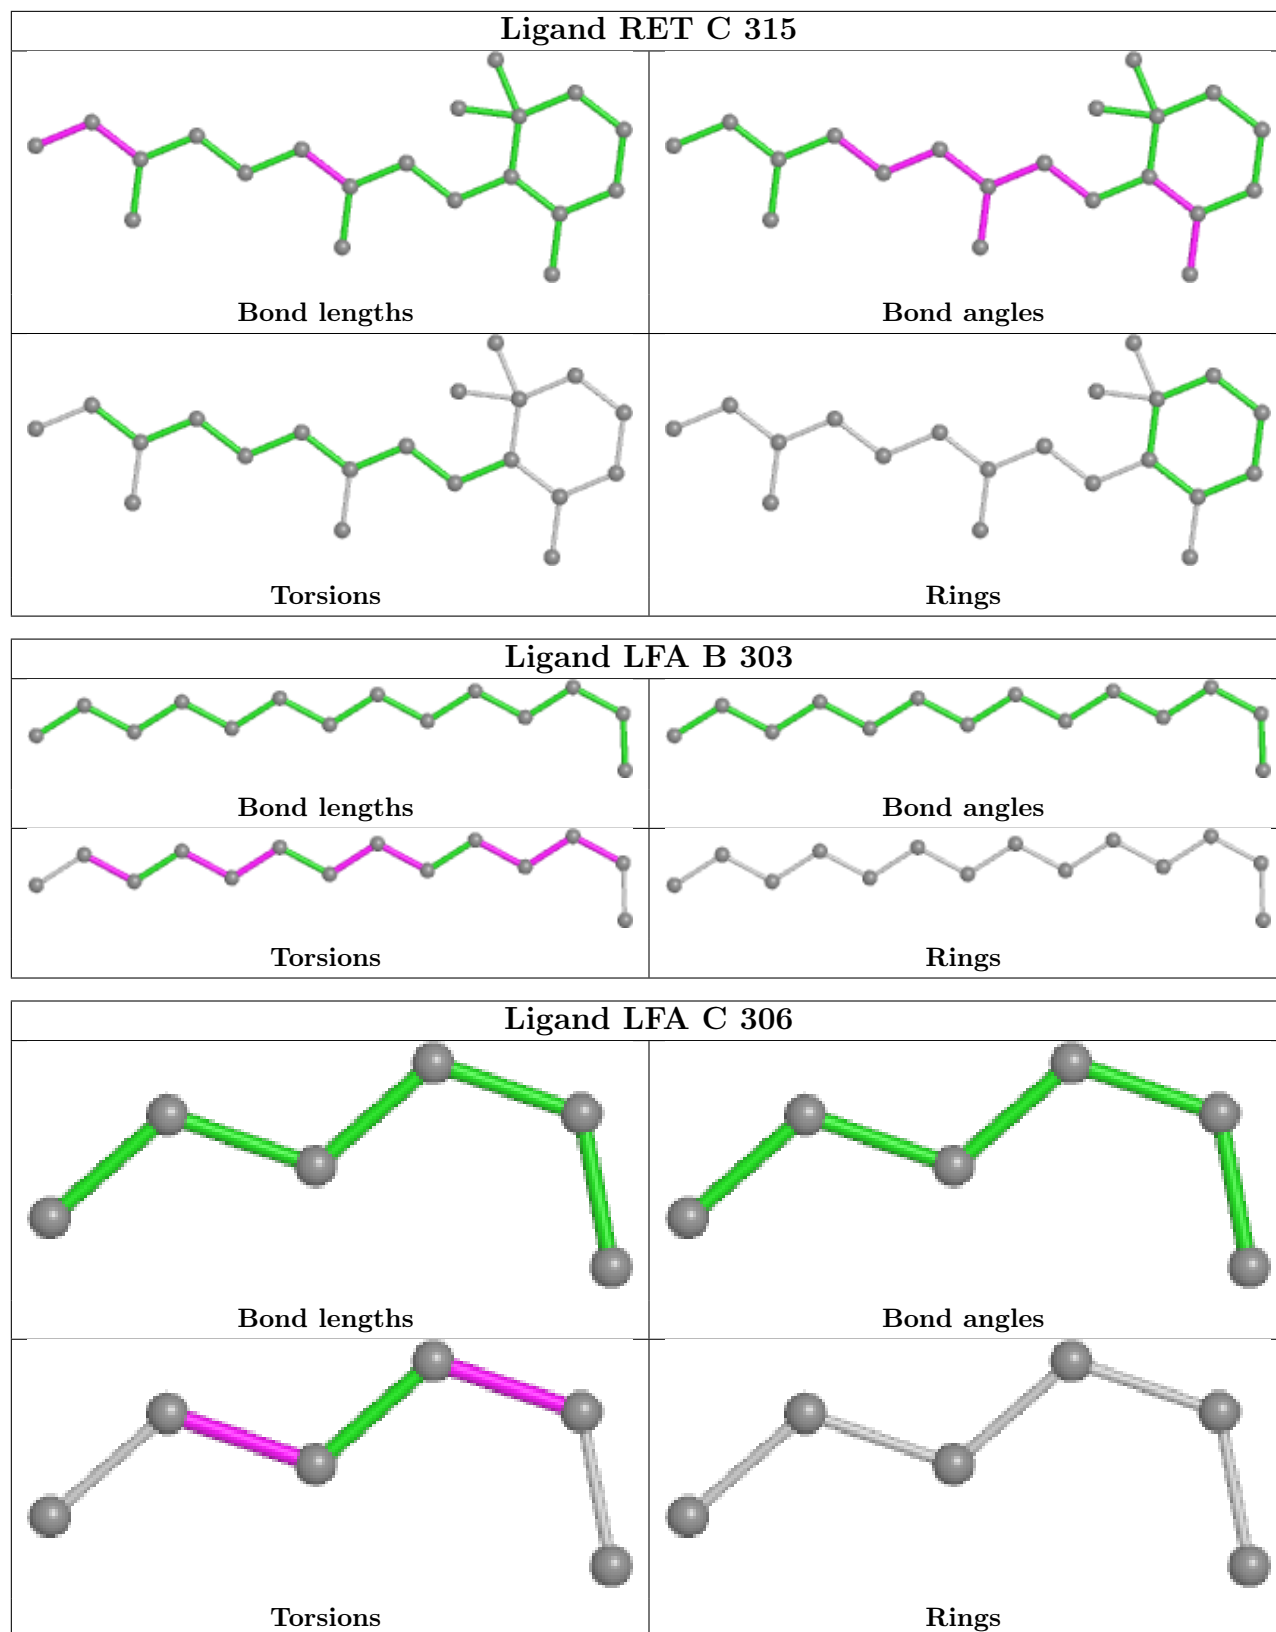 Ligand RET C 315
Bond lengths
Bond angles
Torsions
Rings
Ligand LFA B 303
Bond lengths
Bond angles
Torsions
Rings
Ligand LFA C 306
Bond lengths
Bond angles
Torsions
Rings